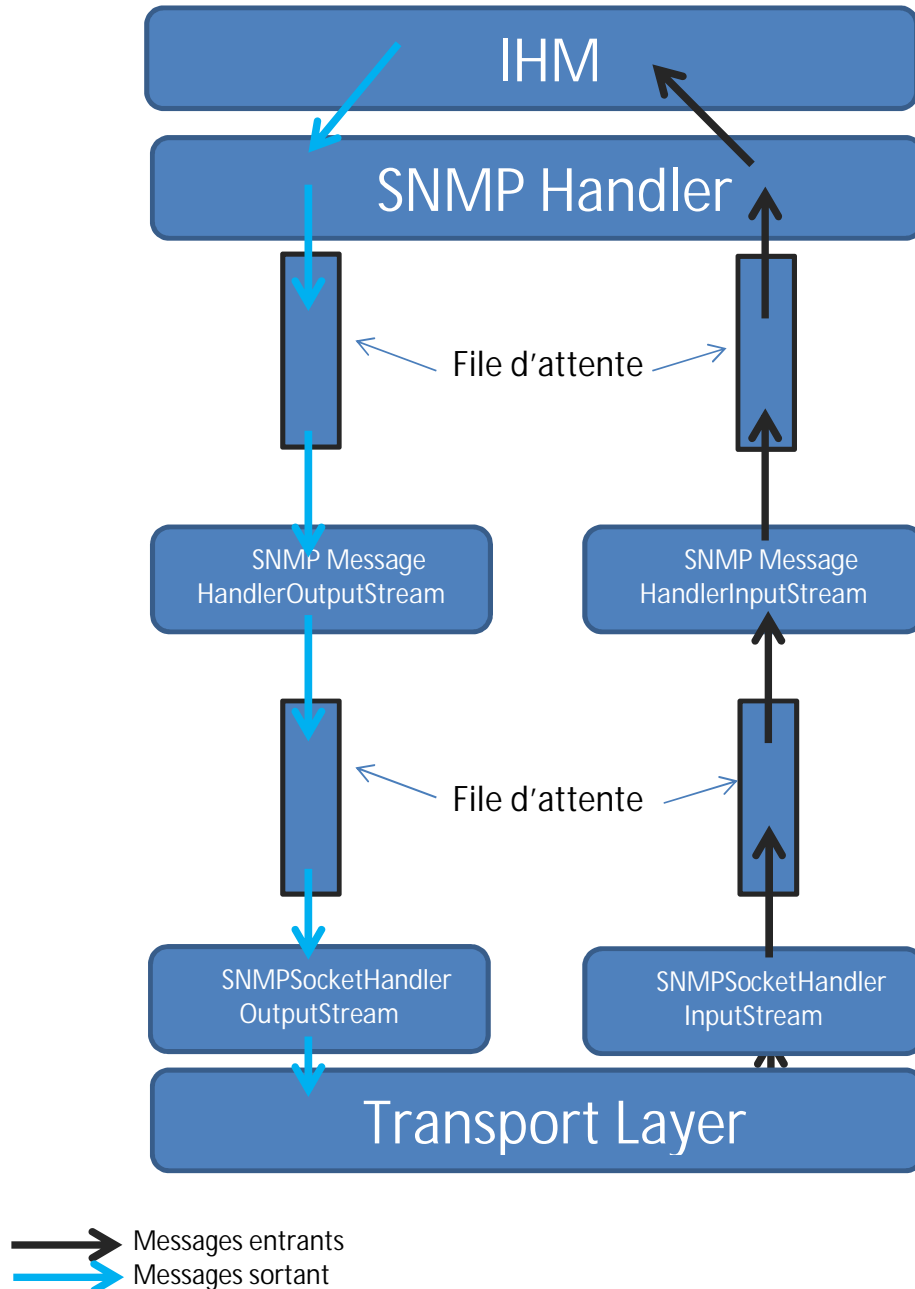 IHM
SNMP Handler
File d’attente
SNMP Message
HandlerOutputStream
SNMP Message
HandlerInputStream
File d’attente
SNMPSocketHandler
OutputStream
SNMPSocketHandler
InputStream
Transport Layer
Messages entrants
Messages sortant